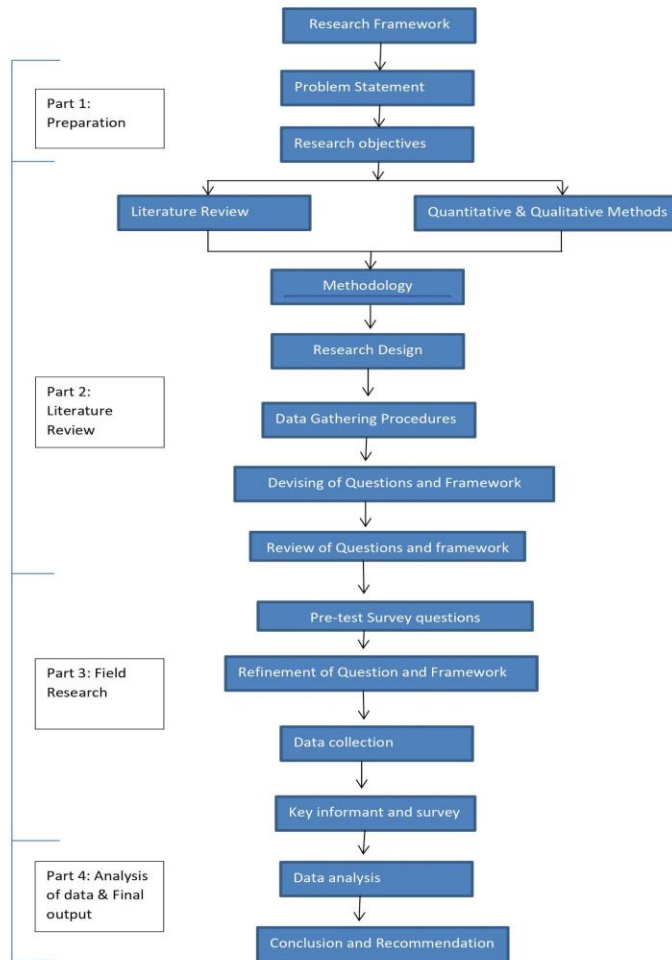 Research Framework
Problem Statement
Part 1:
Preparation
Research objectives
Literature Review
Quantitative & Qualitative Methods
Methodology
Research Design
Part 2:
Literature
Review
Data Gathering Procedures
Devising of Questions and Framework
Review of Questions and framework
Pre-test Survey questions
Part 3: Field
Research
Refinement of Question and Framework
Data collection
Key informant and survey
Part 4: Analysis
of data & Final
output
Data analysis
Conclusion and Recommendation